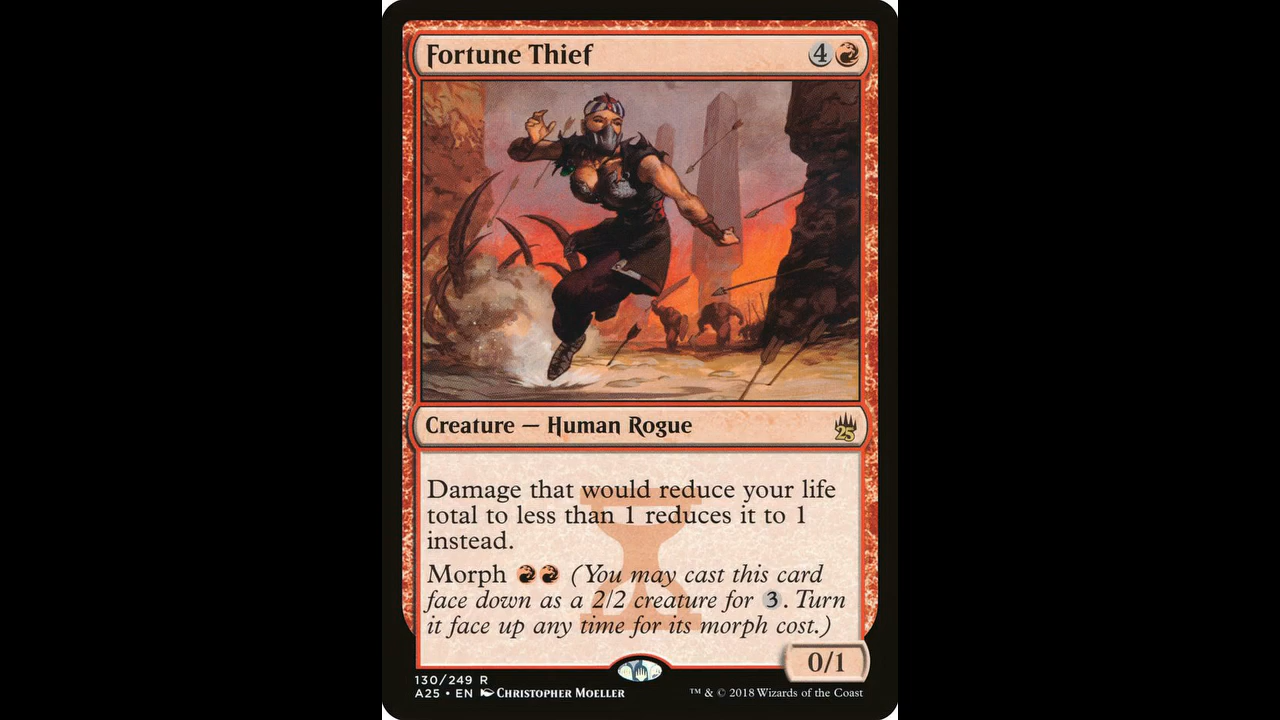 Fortune Thief 4
Creature — Human Rogue
25
Damage that would reduce your life
total to less than 1 reduces it to 1
instead.
Morph (You may cast this card
face down as a 2/2 creature for 3. Turn
it face up any time for its morph cost.)
0/1
130/249 R
A25 • EN Christopher Moeller
™ & © 2018 Wizards of the Coast